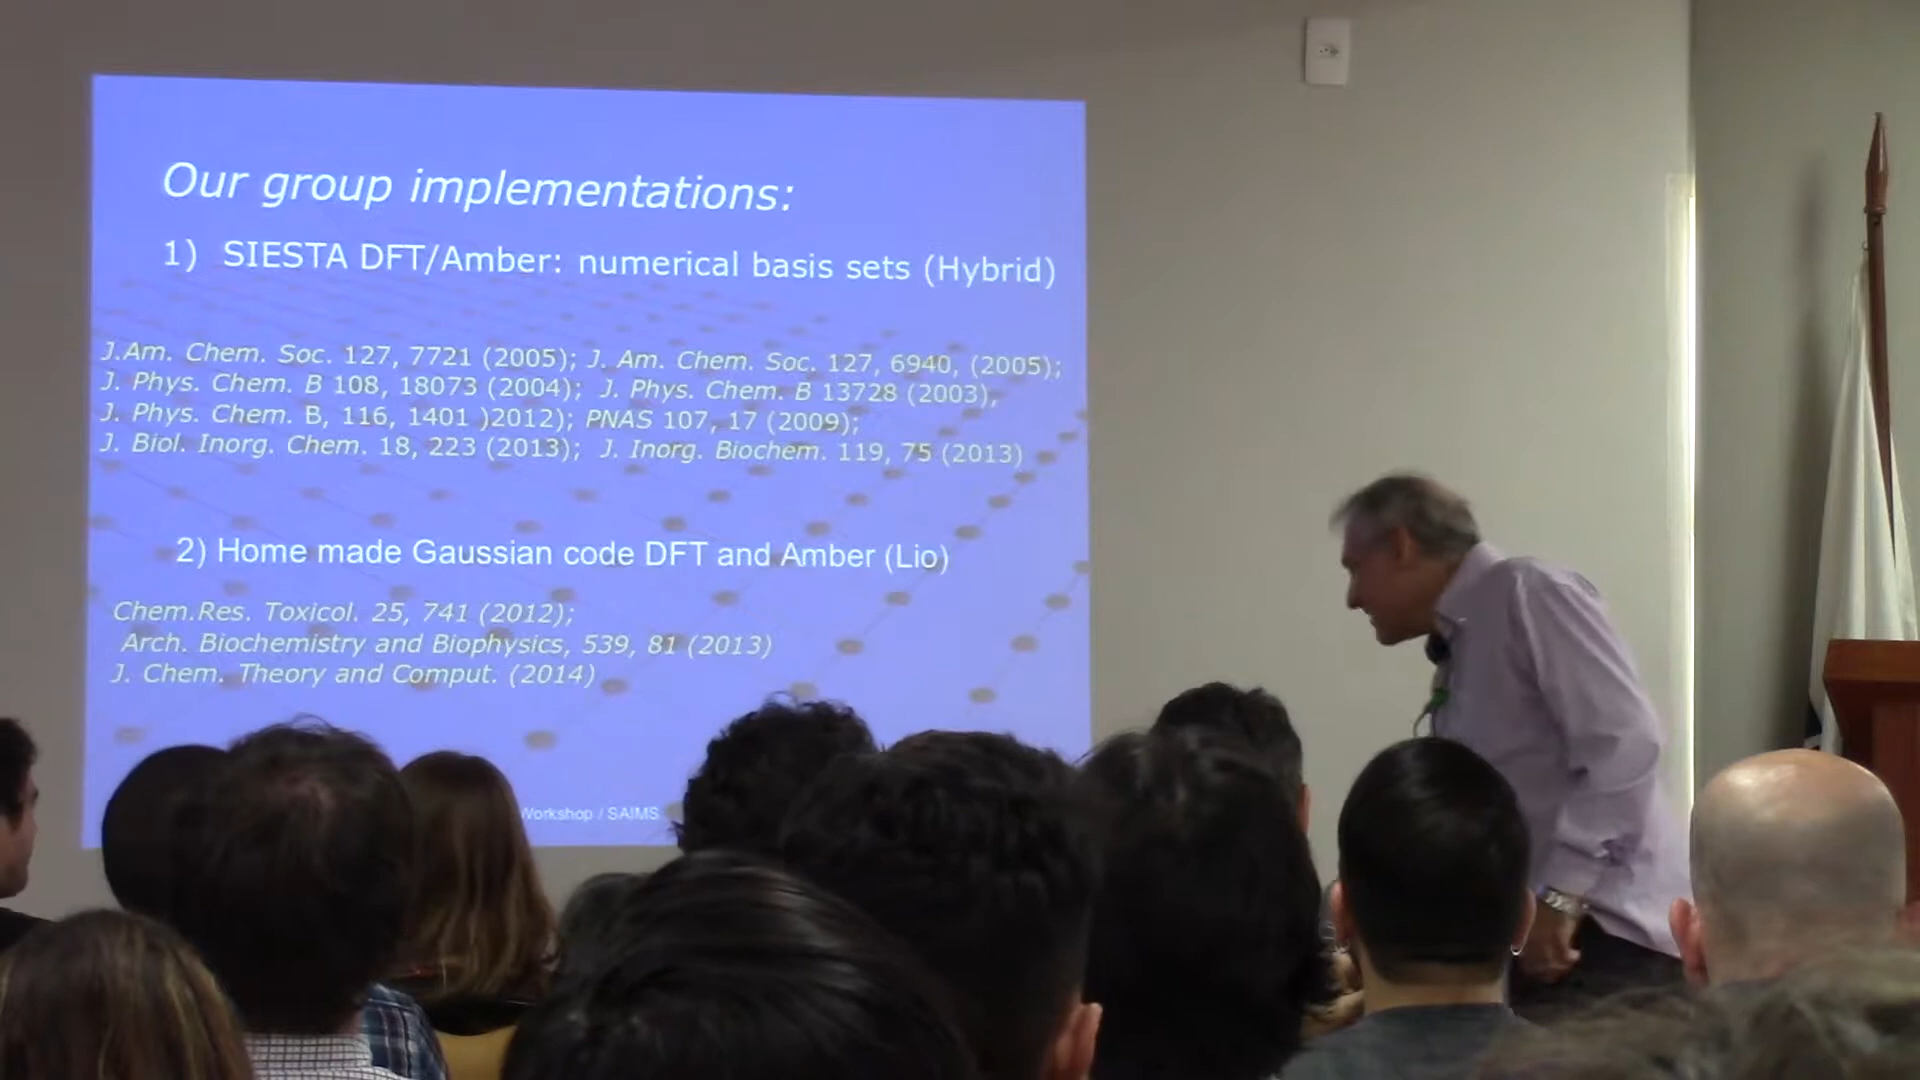 Our group implementations:
1) SIESTA DFT/Amber: numerical basis sets (Hybrid)
J.Am. Chem. Soc. 127, 7721 (2005); J. Am. Chem. Soc. 127, 6940, (2005);
J. Phys. Chem. B 108, 18073 (2004); J. Phys. Chem. B 13728 (2003),
J. Phys. Chem. B, 116, 1401 )2012); PNAS 107, 17 (2009);
J. Biol. Inorg. Chem. 18, 223 (2013); J. Inorg. Biochem. 119, 75 (2013)
2) Home made Gaussian code DFT and Amber (Lio)
Chem.Res. Toxicol. 25, 741 (2012);
Arch. Biochemistry and Biophysics, 539, 81 (2013)
J. Chem. Theory and Comput. (2014)
Workshop / SAIMS